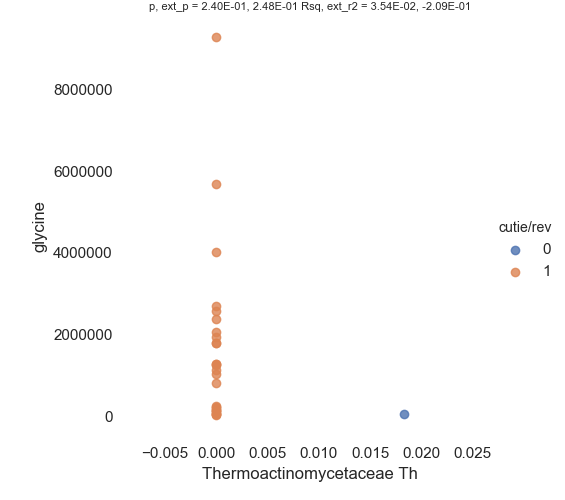 p, ext_p = 2.40E-01, 2.48E-01 Rsq, ext_r2 = 3.54E-02, -2.09E-01
8000000
6000000
4000000
2000000
0
glycine
cutie/rev
0
1
−0.005 0.000 0.005 0.010 0.015 0.020 0.025
Thermoactinomycetaceae Th